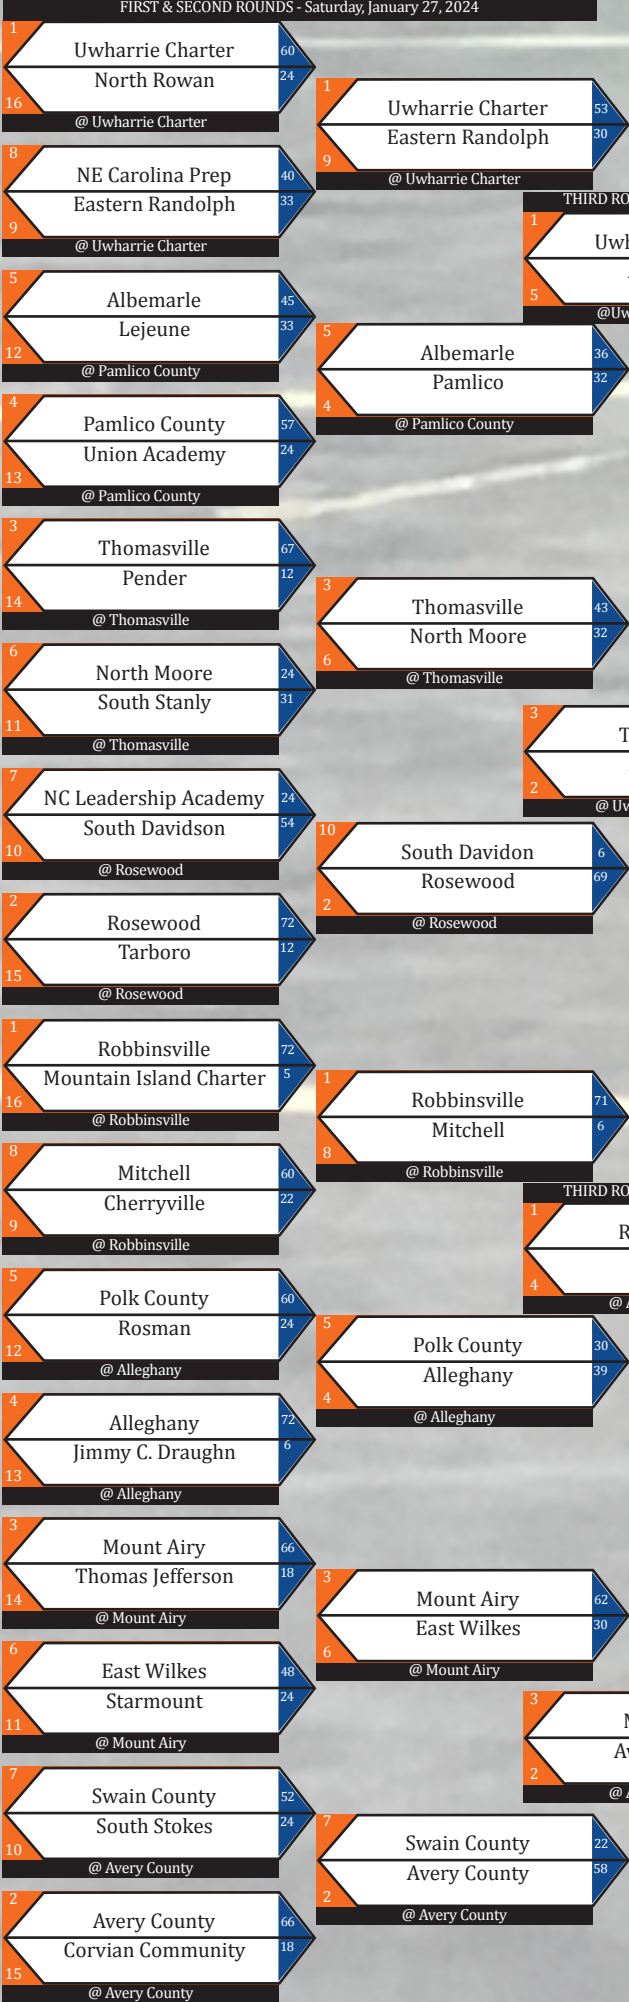 FIRST & SECOND ROUNDS - Saturday, January 27, 2024
1
Uwharrie Charter 60
North Rowan 24
16
@ Uwharrie Charter
8
NE Carolina Prep 40
Eastern Randolph 33
9
@ Uwharrie Charter
5
Albemarle 45
Lejeune 33
12
@ Pamlico County
4
Pamlico County 57
Union Academy 24
13
@ Pamlico County
3
Thomasville 67
Pender 12
14
@ Thomasville
6
North Moore 24
South Stanly 31
11
@ Thomasville
7
NC Leadership Academy 24
South Davidson 54
10
@ Rosewood
2
Rosewood 72
Tarboro 12
15
@ Rosewood
1
Robbinsville 72
Mountain Island Charter 5
16
@ Robbinsville
8
Mitchell 60
Cherryville 22
9
@ Robbinsville
5
Polk County 60
Rosman 24
12
@ Alleghany
4
Alleghany 72
Jimmy C. Draughn 6
13
@ Alleghany
3
Mount Airy 66
Thomas Jefferson 18
14
@ Mount Airy
6
East Wilkes 48
Starmount 24
11
@ Mount Airy
7
Swain County 52
South Stokes 24
10
@ Avery County
2
Avery County 66
Corvian Community 18
15
@ Avery County
1
Uwharrie Charter 53
Eastern Randolph 30
9
@ Uwharrie Charter
5
Albemarle 36
Pamlico 32
4
@ Pamlico County
3
Thomasville 43
North Moore 32
6
@ Thomasville
10
South Davidon 6
Rosewood 69
2
@ Rosewood
1
Robbinsville 71
Mitchell 6
8
@ Robbinsville
5
Polk County 30
Alleghany 39
4
@ Alleghany
3
Mount Airy 62
East Wilkes 30
6
@ Mount Airy
7
Swain County 22
Avery County 58
2
@ Avery County
THIRD RO
1
Uwh
5
@Uw
3
T
2
@ Uw
THIRD RO
1
R
4
@ A
3
M
Av
2
@ A